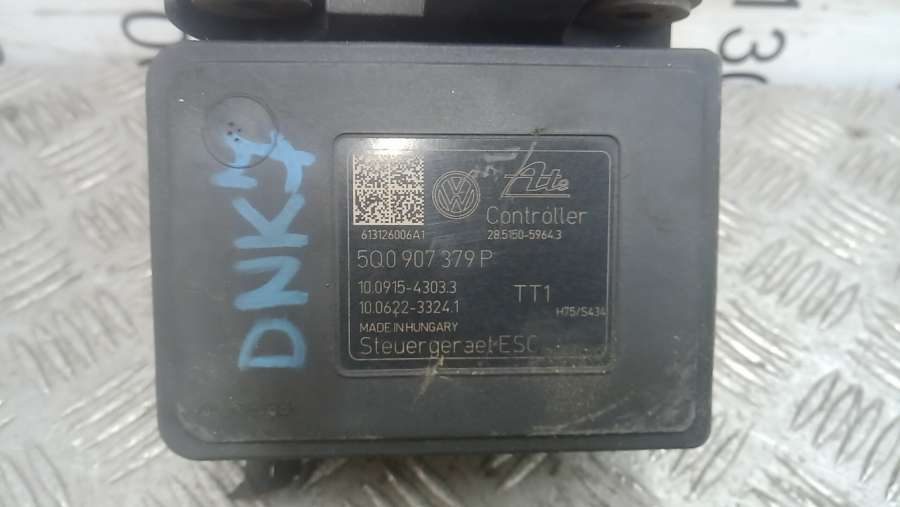 DNKX
Ate
613126006A1
Controller
28.5150-5964.3
5Q0 907 379 P
10.0915-4303.3
10.0622-3324.1
TT1
H75/S434
MADE IN HUNGARY
Steuergeraet ESC